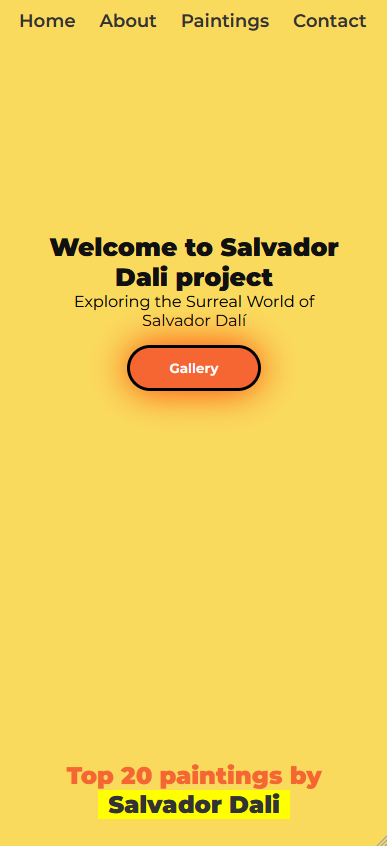 Home About Paintings Contact
Welcome to Salvador
Dali project
Exploring the Surreal World of
Salvador Dalí
Gallery
Top 20 paintings by
Salvador Dali